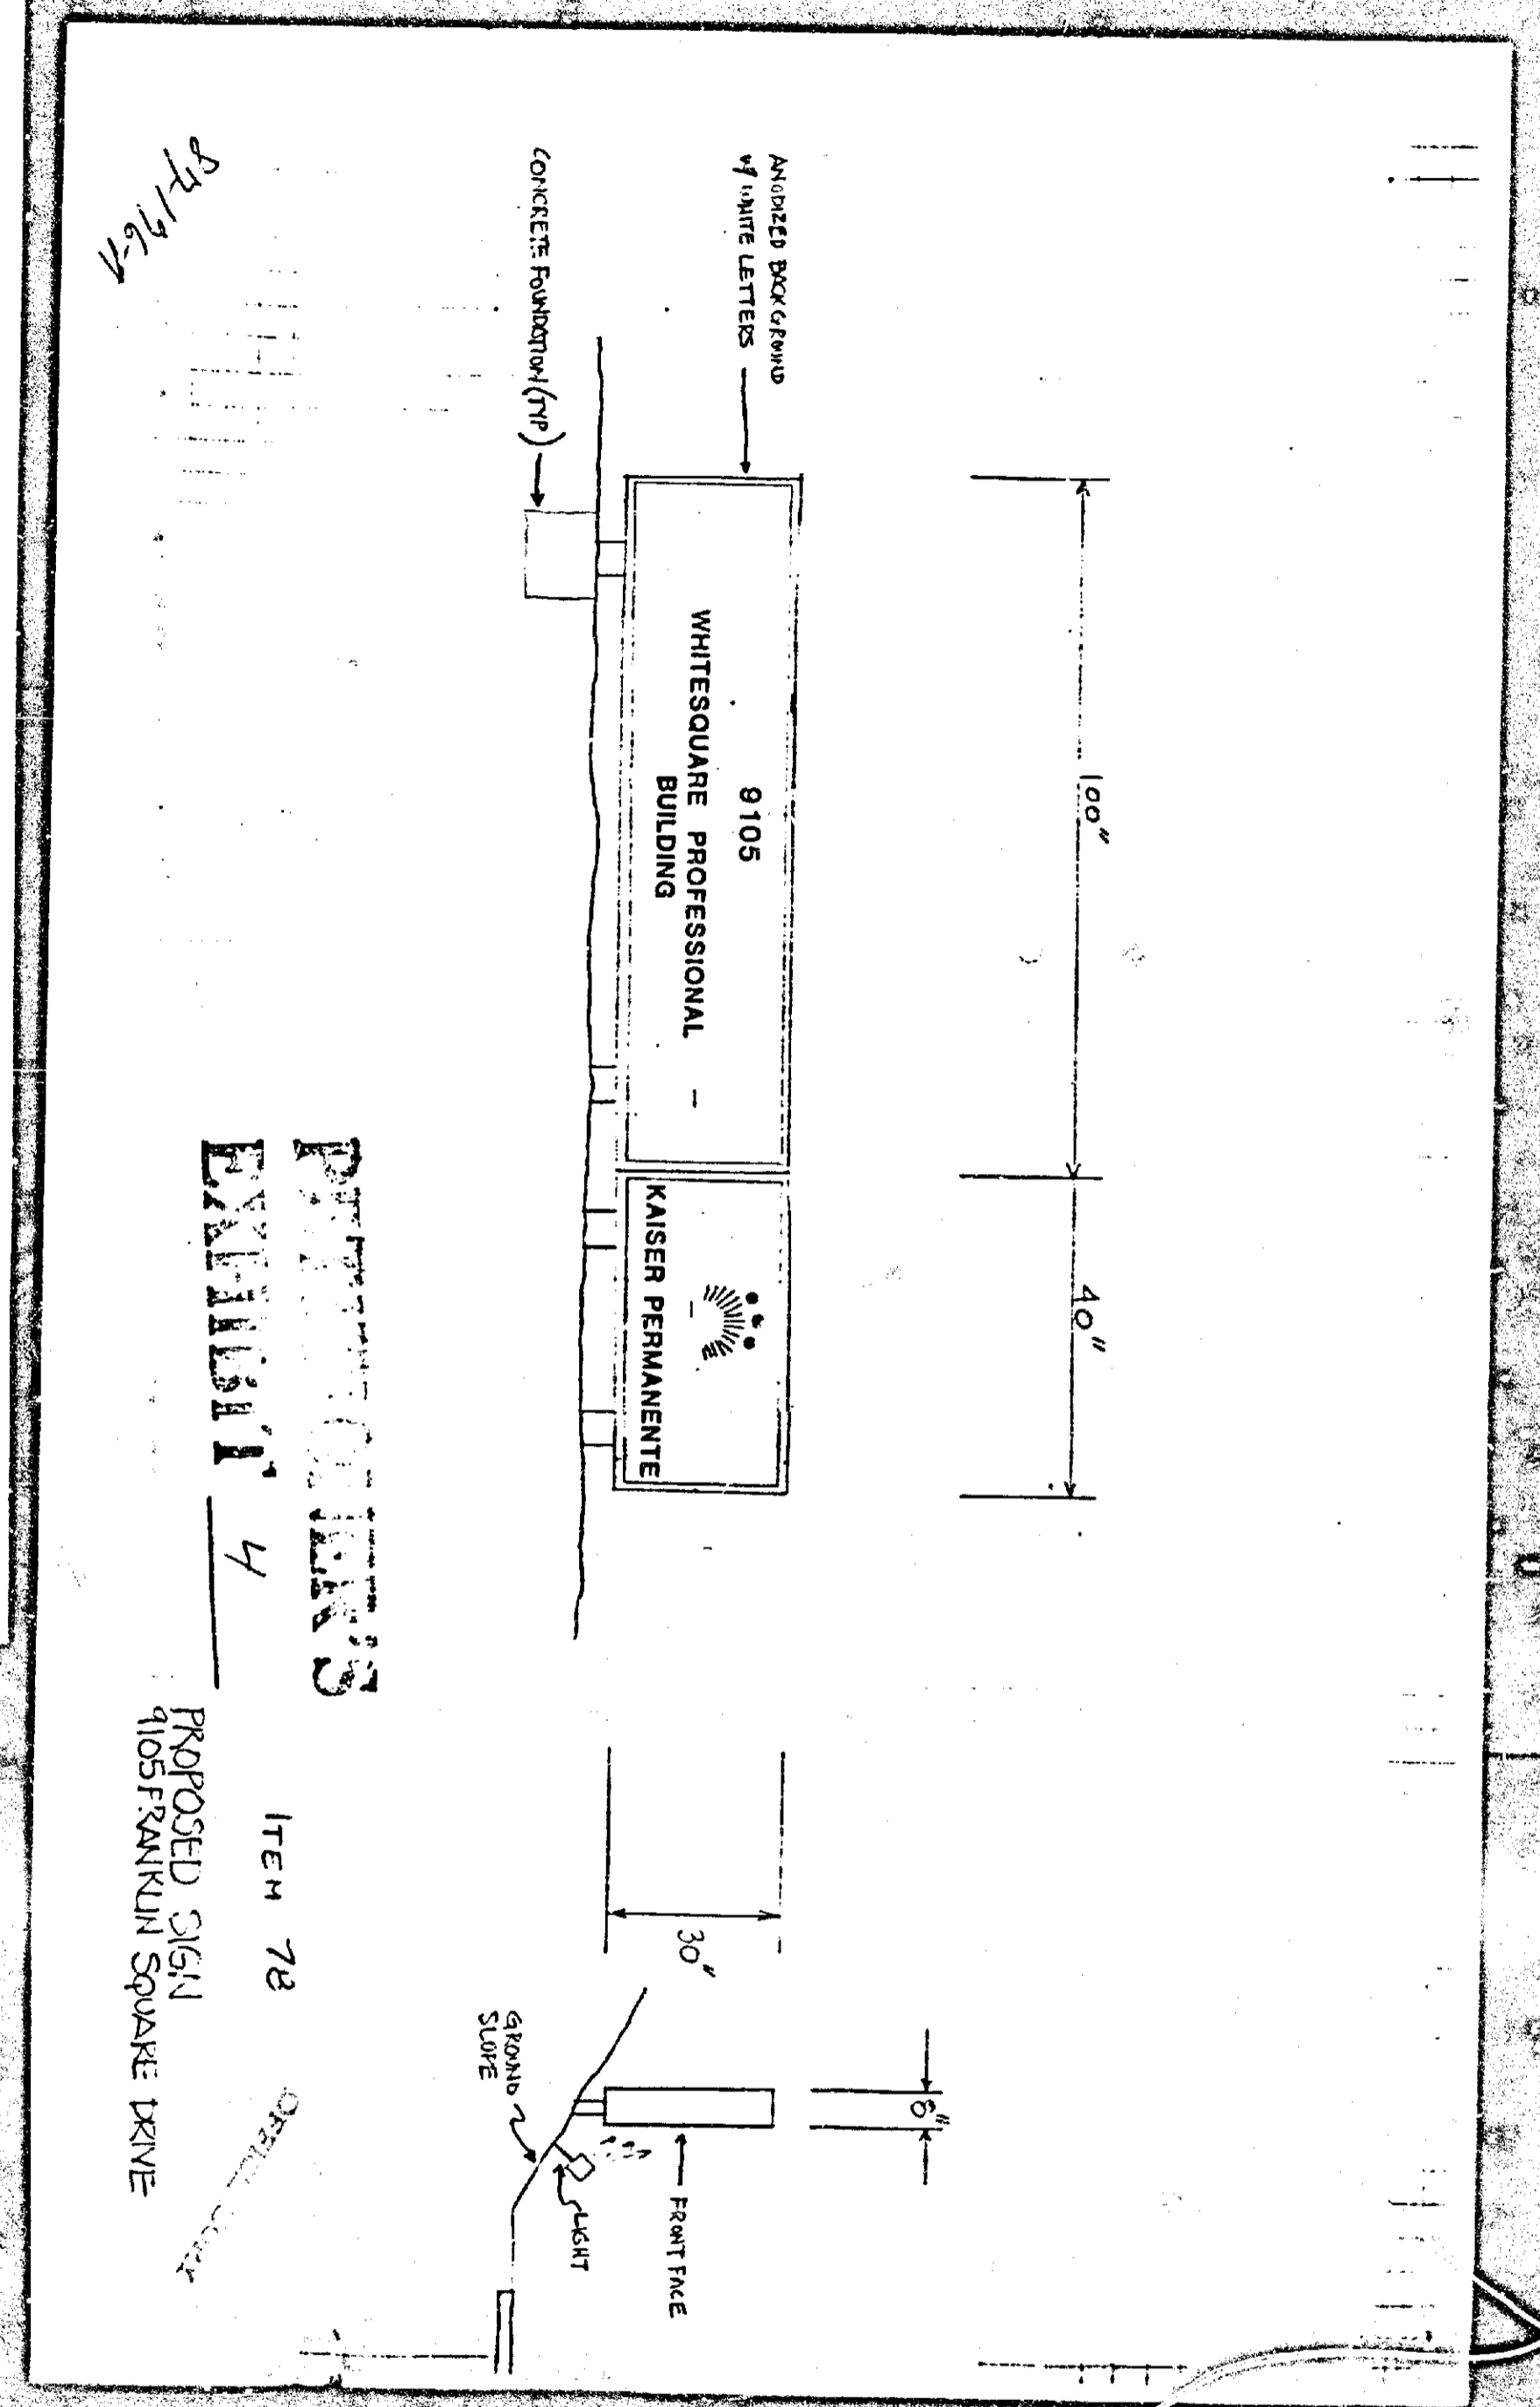 100"
40"
ANODIZED BACKGROUND
W/ WHITE LETTERS
9105
WHITESQUARE PROFESSIONAL
BUILDING
KAISER PERMANENTE
CONCRETE FOUNDATION (TYP)
30"
6"
FRONT FACE
LIGHT
GROUND
SLOPE
PETITIONER'S
EXHIBIT 4
ITEM 78
PROPOSED SIGN
9105 FRANKLIN SQUARE DRIVE